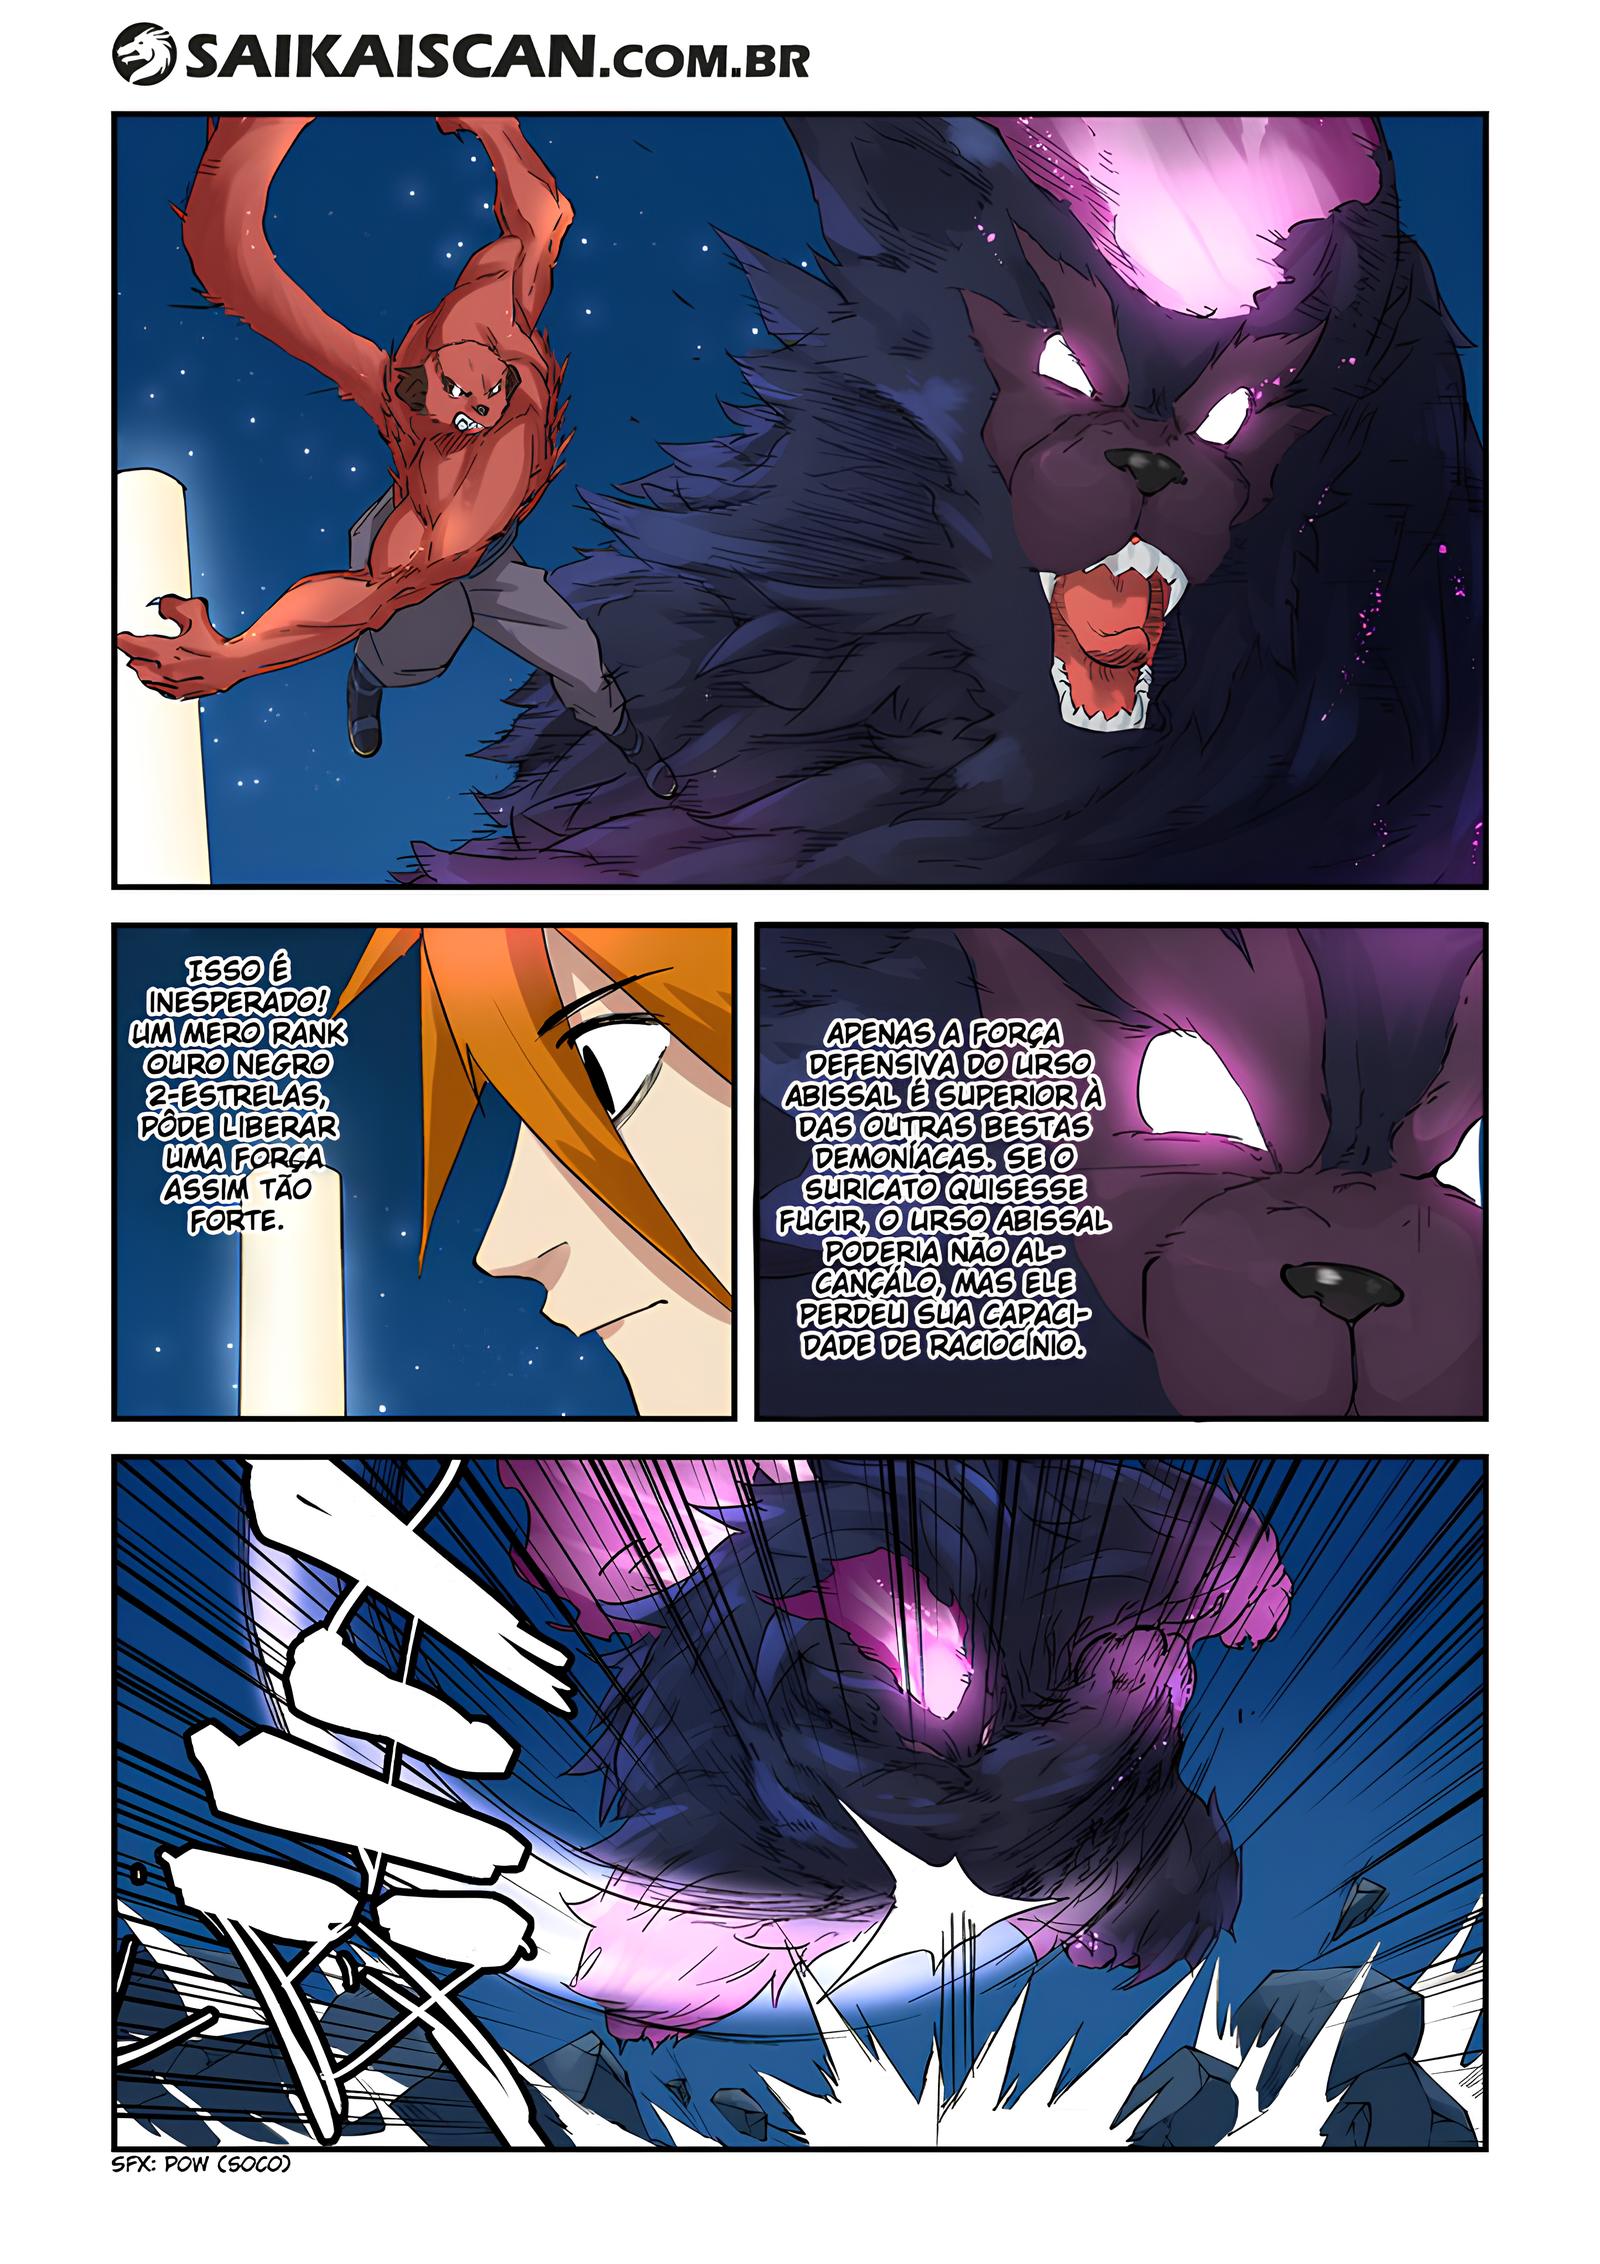 SAIKAISCAN.COM.BR
ISSO É
INESPERADO!
UM MERO RANK
OURO NEGRO
2-ESTRELAS,
PÔDE LIBERAR
UMA FORÇA
ASSIM TÃO
FORTE.
APENAS A FORÇA
DEFENSIVA DO URSO
ABISSAL É SUPERIOR À
DAS OUTRAS BESTAS
DEMONÍACAS. SE O
SURICATO QUISESSE
FUGIR, O URSO ABISSAL
PODERIA NÃO AL-
CANÇÁLO, MAS ELE
PERDEU SUA CAPACI-
DADE DE RACIOCÍNIO.
SFX: POW (SOCO)